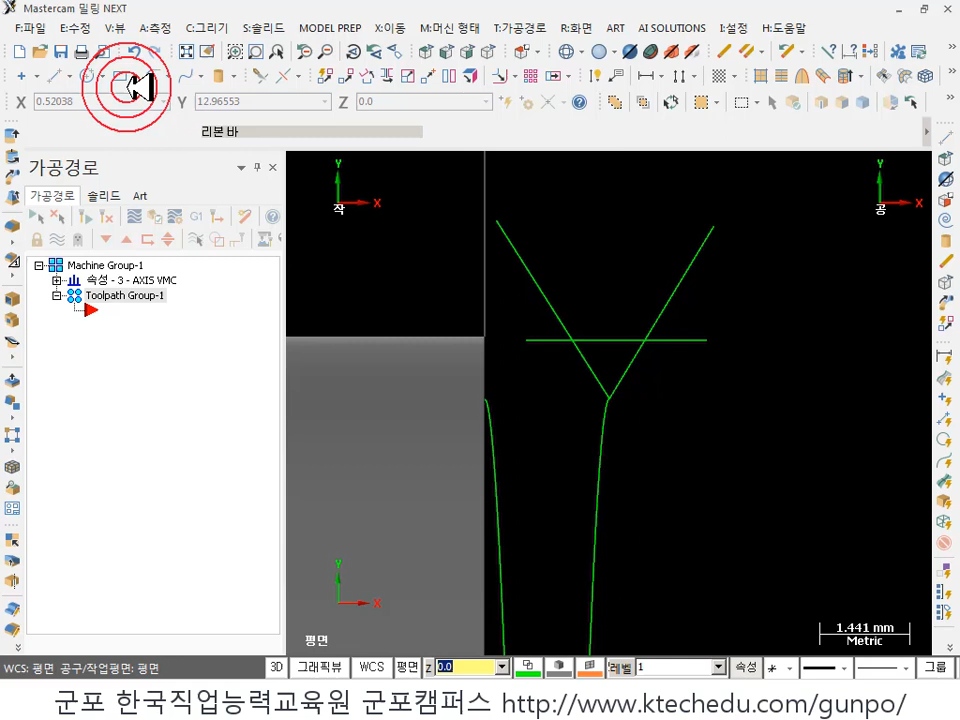 Mastercam 밀링 NEXT
F:파일 E:수정 V:뷰 A:측정 C:그리기 S:솔리드 MODEL PREP X:이동 M:머신 형태 T:가공경로 R:화면 ART AI SOLUTIONS I:설정 H:도움말
X 0.52038 Y 12.96553 Z 0.0
리본 바
가공경로
가공경로 솔리드 Art
G1
Machine Group-1
속성 - 3 - AXIS VMC
Toolpath Group-1
Y
X
작
Y
X
공
Y
X
평면
1.441 mm
Metric
WCS: 평면 공구/작업평면: 평면 3D 그래픽뷰 WCS 평면 Z 0.0 레벨 1 속성 그룹
군포 한국직업능력교육원 군포캠퍼스 http://www.ktechedu.com/gunpo/